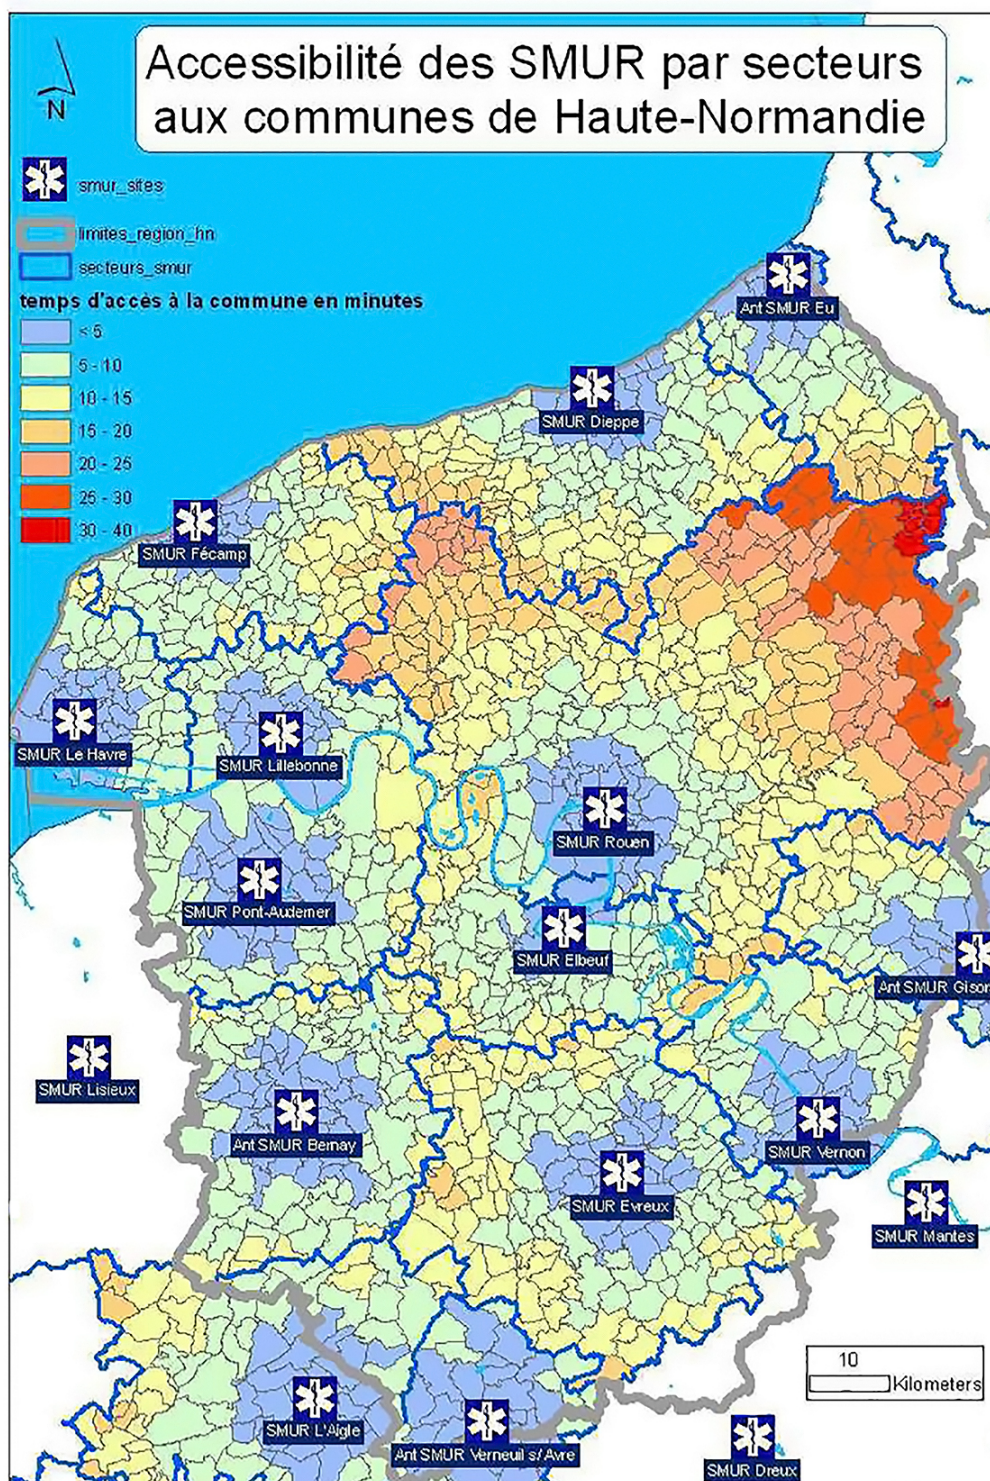 Accessibilité des SMUR par secteurs
aux communes de Haute-Normandie
N
smur_sites
limites_region_hn
secteurs_smur
temps d'accès à la commune en minutes
< 5
5 - 10
10 - 15
15 - 20
20 - 25
25 - 30
30 - 40
Ant SMUR Eu
SMUR Dieppe
SMUR Fécamp
SMUR Le Havre
SMUR Lillebonne
SMUR Rouen
SMUR Pont-Audemer
SMUR Elbeuf
Ant SMUR Gisor
SMUR Lisieux
Ant SMUR Bernay
SMUR Vernon
SMUR Evreux
SMUR Mantes
10
Kilometers
SMUR L'Aigle
Ant SMUR Verneuil s/Avre
SMUR Dreux